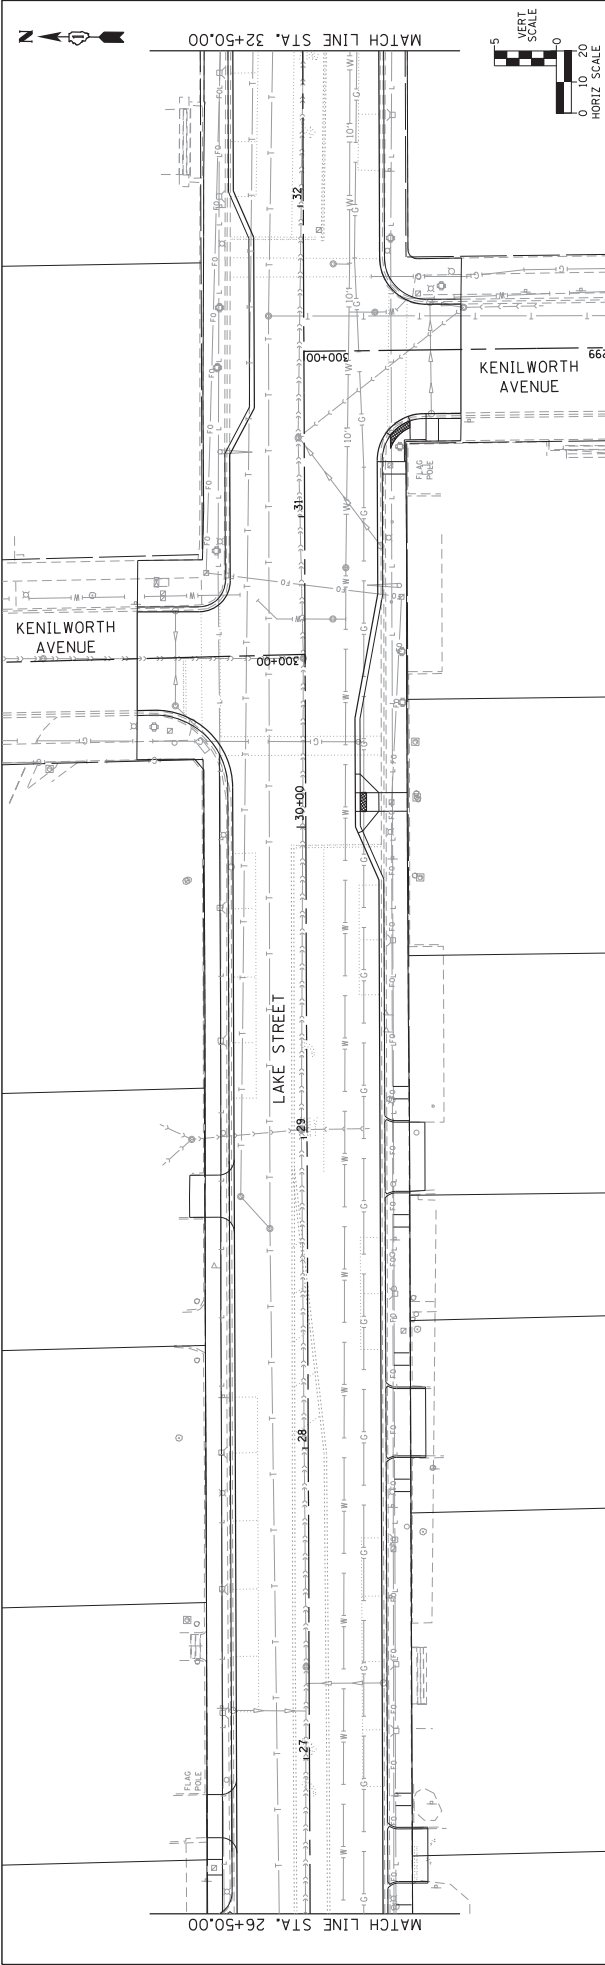 N
MATCH LINE STA. 32+50.00
VERT
SCALE
5
0
0 10 20
HORIZ SCALE
32
300+00
KENILWORTH
AVENUE
299
31
FLAG
POLE
KENILWORTH
AVENUE
300+00
30+00
LAKE STREET
29
28
27
FLAG
POLE
MATCH LINE STA. 26+50.00